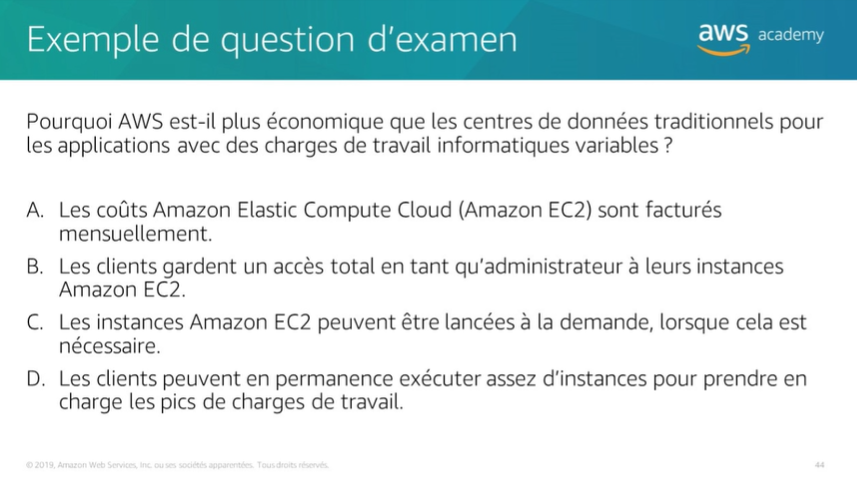 Exemple de question d'examen
aws academy
Pourquoi AWS est-il plus économique que les centres de données traditionnels pour
les applications avec des charges de travail informatiques variables ?
A. Les coûts Amazon Elastic Compute Cloud (Amazon EC2) sont facturés
mensuellement.
B. Les clients gardent un accès total en tant qu'administrateur à leurs instances
Amazon EC2.
C. Les instances Amazon EC2 peuvent être lancées à la demande, lorsque cela est
nécessaire.
D. Les clients peuvent en permanence exécuter assez d'instances pour prendre en
charge les pics de charges de travail.
© 2019, Amazon Web Services, Inc. ou ses sociétés apparentées. Tous droits réservés.
44